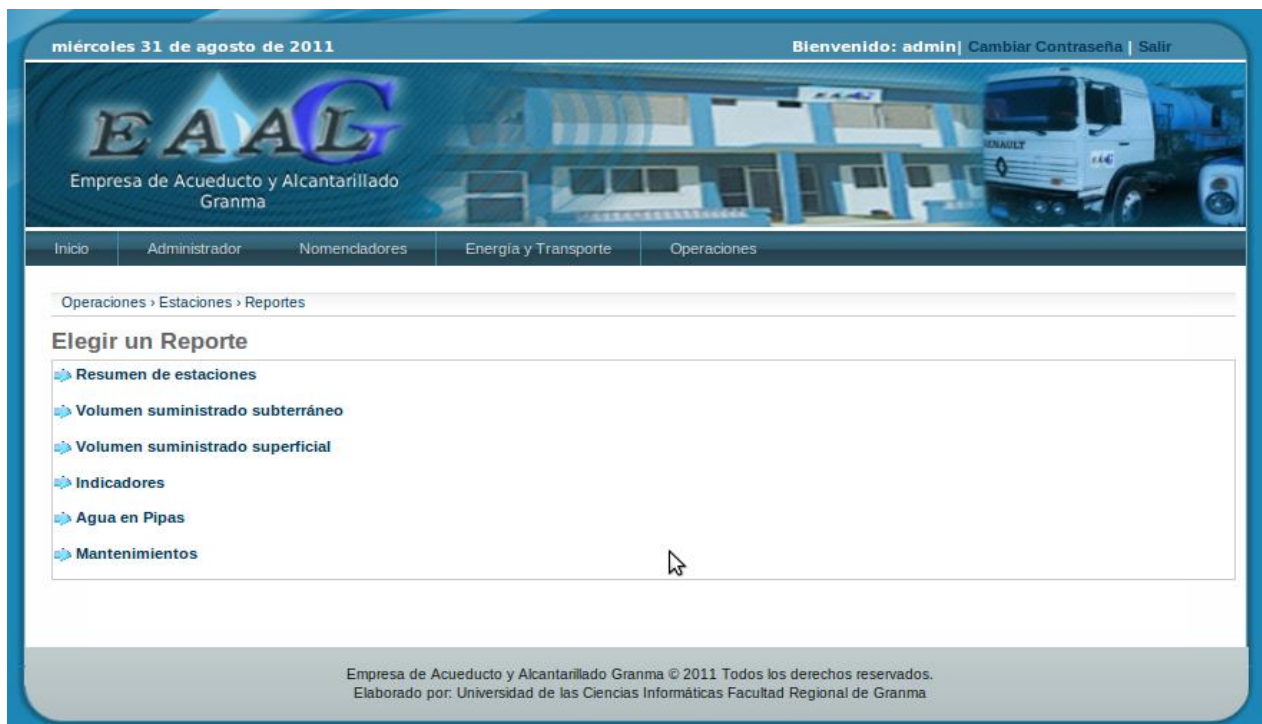 miércoles 31 de agosto de 2011
Bienvenido: admin| Cambiar Contraseña | Salir
EAALG
Empresa de Acueducto y Alcantarillado
Granma
RENAULT
Inicio Administrador Nomencladores Energía y Transporte Operaciones
Operaciones › Estaciones › Reportes
Elegir un Reporte
Resumen de estaciones
Volumen suministrado subterráneo
Volumen suministrado superficial
Indicadores
Agua en Pipas
Mantenimientos
Empresa de Acueducto y Alcantarillado Granma © 2011 Todos los derechos reservados.
Elaborado por: Universidad de las Ciencias Informáticas Facultad Regional de Granma